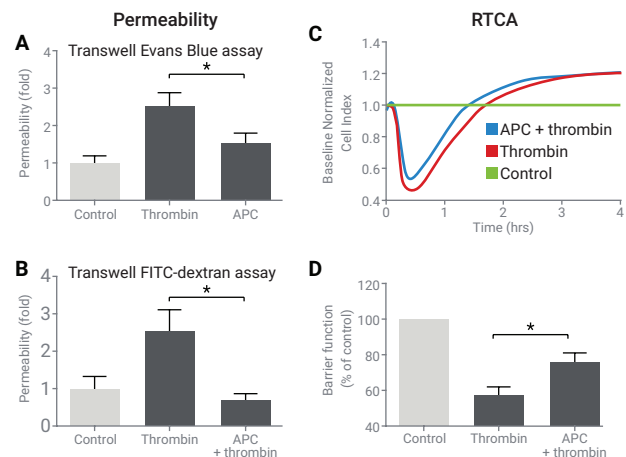 Permeability
RTCA
A
Transwell Evans Blue assay
Permeability (fold)
4
3
2
1
0
*
Control
Thrombin
APC
B
Transwell FITC-dextran assay
Permeability (fold)
4
3
2
1
0
*
Control
Thrombin
APC
+ thrombin
C
Baseline Normalized
Cell Index
1.4
1.2
1.0
0.8
0.6
0.4
APC + thrombin
Thrombin
Control
0
1
2
3
4
Time (hrs)
D
Barrier function
(% of control)
120
100
80
60
40
*
Control
Thrombin
APC
+ thrombin